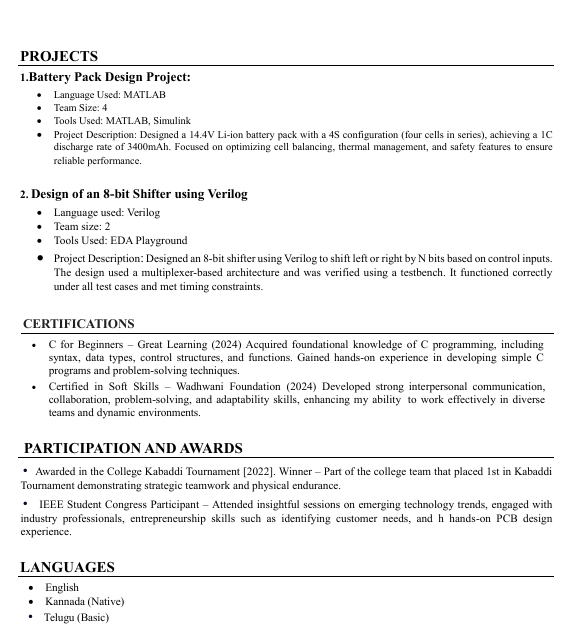 PROJECTS
1.Battery Pack Design Project:
• Language Used: MATLAB
• Team Size: 4
• Tools Used: MATLAB, Simulink
• Project Description: Designed a 14.4V Li-ion battery pack with a 4S configuration (four cells in series), achieving a 1C
discharge rate of 3400mAh. Focused on optimizing cell balancing, thermal management, and safety features to ensure
reliable performance.
2. Design of an 8-bit Shifter using Verilog
• Language used: Verilog
• Team size: 2
• Tools Used: EDA Playground
• Project Description: Designed an 8-bit shifter using Verilog to shift left or right by N bits based on control inputs.
The design used a multiplexer-based architecture and was verified using a testbench. It functioned correctly
under all test cases and met timing constraints.
CERTIFICATIONS
• C for Beginners – Great Learning (2024) Acquired foundational knowledge of C programming, including
syntax, data types, control structures, and functions. Gained hands-on experience in developing simple C
programs and problem-solving techniques.
• Certified in Soft Skills – Wadhwani Foundation (2024) Developed strong interpersonal communication,
collaboration, problem-solving, and adaptability skills, enhancing my ability to work effectively in diverse
teams and dynamic environments.
PARTICIPATION AND AWARDS
• Awarded in the College Kabaddi Tournament [2022]. Winner – Part of the college team that placed 1st in Kabaddi
Tournament demonstrating strategic teamwork and physical endurance.
• IEEE Student Congress Participant – Attended insightful sessions on emerging technology trends, engaged with
industry professionals, entrepreneurship skills such as identifying customer needs, and h hands-on PCB design
experience.
LANGUAGES
• English
• Kannada (Native)
• Telugu (Basic)